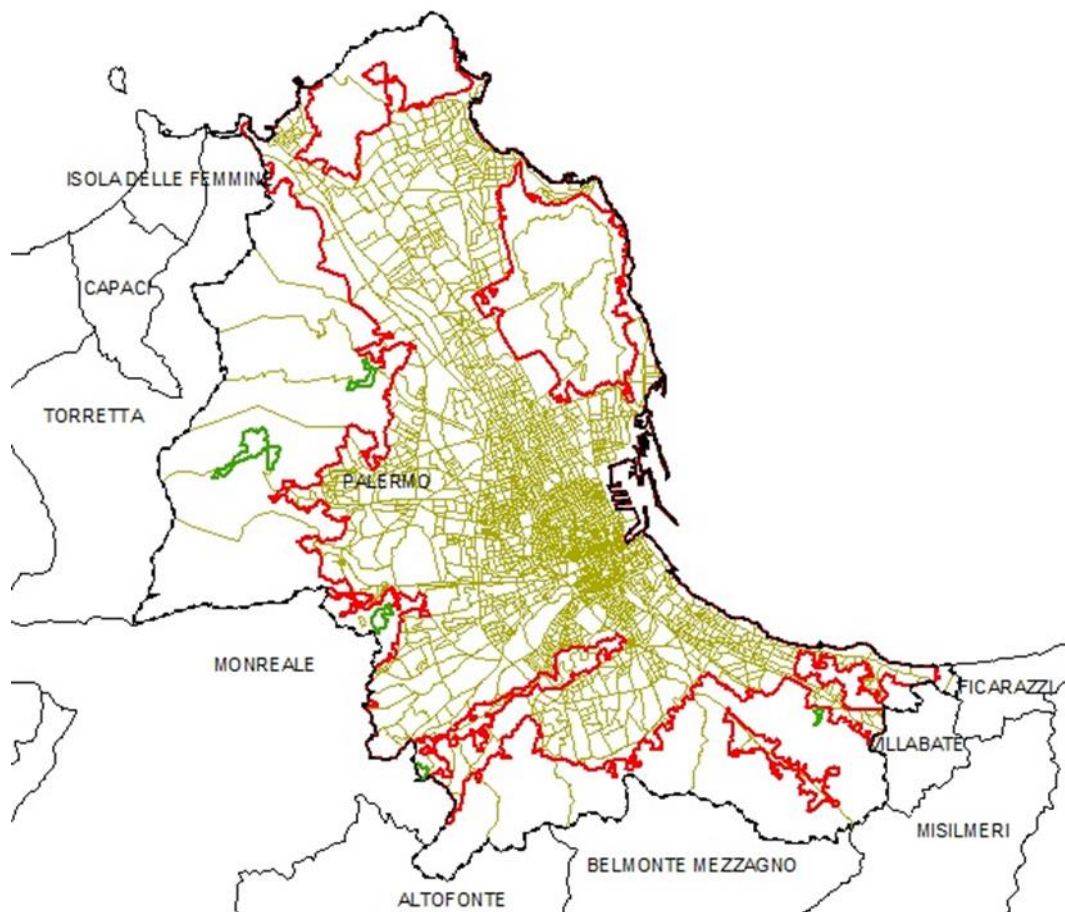 ISOLA DELLE FEMMINE
CAPACI
TORRETTA
PALERMO
MONREALE
FICARAZZI
VILLABATE
MISILMERI
BELMONTE MEZZAGNO
ALTOFONTE